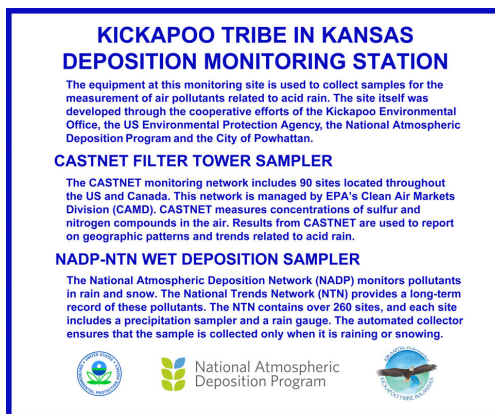 KICKAPOO TRIBE IN KANSAS
DEPOSITION MONITORING STATION
The equipment at this monitoring site is used to collect samples for the
measurement of air pollutants related to acid rain. The site itself was
developed through the cooperative efforts of the Kickapoo Environmental
Office, the US Environmental Protection Agency, the National Atmospheric
Deposition Program and the City of Powhattan.
CASTNET FILTER TOWER SAMPLER
The CASTNET monitoring network includes 90 sites located throughout
the US and Canada. This network is managed by EPA's Clean Air Markets
Division (CAMD). CASTNET measures concentrations of sulfur and
nitrogen compounds in the air. Results from CASTNET are used to report
on geographic patterns and trends related to acid rain.
NADP-NTN WET DEPOSITION SAMPLER
The National Atmospheric Deposition Network (NADP) monitors pollutants
in rain and snow. The National Trends Network (NTN) provides a long-term
record of these pollutants. The NTN contains over 260 sites, and each site
includes a precipitation sampler and a rain gauge. The automated collector
ensures that the sample is collected only when it is raining or snowing.
UNITED STATES
ENVIRONMENTAL PROTECTION AGENCY
National Atmospheric
Deposition Program
KICKAPOO TRIBE IN KANSAS